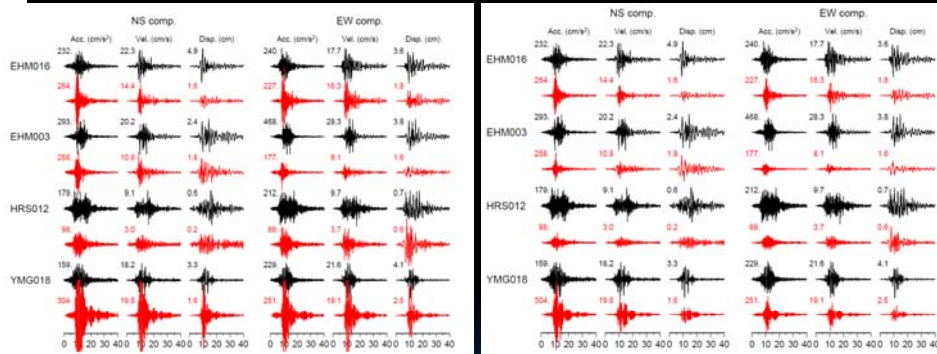 NS comp. EW comp.
Acc. (cm/s²) Vel. (cm/s) Disp. (cm) Acc. (cm/s²) Vel. (cm/s) Disp. (cm)
232. 22.3 4.9 240. 17.7 3.6
EHM016
264. 14.4 1.6 227. 16.3 1.8
293. 20.2 2.4 468. 28.3 3.8
EHM003
258. 10.8 1.8 177. 8.1 1.6
179. 9.1 0.6 212. 9.7 0.7
HRS012
98. 3.0 0.2 89. 3.7 0.6
159. 18.2 3.3 229. 21.6 4.1
YMG018
304. 19.8 1.6 251. 19.1 2.5
0 10 20 30 40 0 10 20 30 40 0 10 20 30 40 0 10 20 30 40 0 10 20 30 40 0 10 20 30 40
NS comp. EW comp.
Acc. (cm/s²) Vel. (cm/s) Disp. (cm) Acc. (cm/s²) Vel. (cm/s) Disp. (cm)
232. 22.3 4.9 240. 17.7 3.6
EHM016
264. 14.4 1.6 227. 16.3 1.8
293. 20.2 2.4 468. 28.3 3.8
EHM003
258. 10.8 1.8 177. 8.1 1.6
179. 9.1 0.6 212. 9.7 0.7
HRS012
98. 3.0 0.2 89. 3.7 0.6
159. 18.2 3.3 229. 21.6 4.1
YMG018
304. 19.8 1.6 251. 19.1 2.5
0 10 20 30 40 0 10 20 30 40 0 10 20 30 40 0 10 20 30 40 0 10 20 30 40 0 10 20 30 40